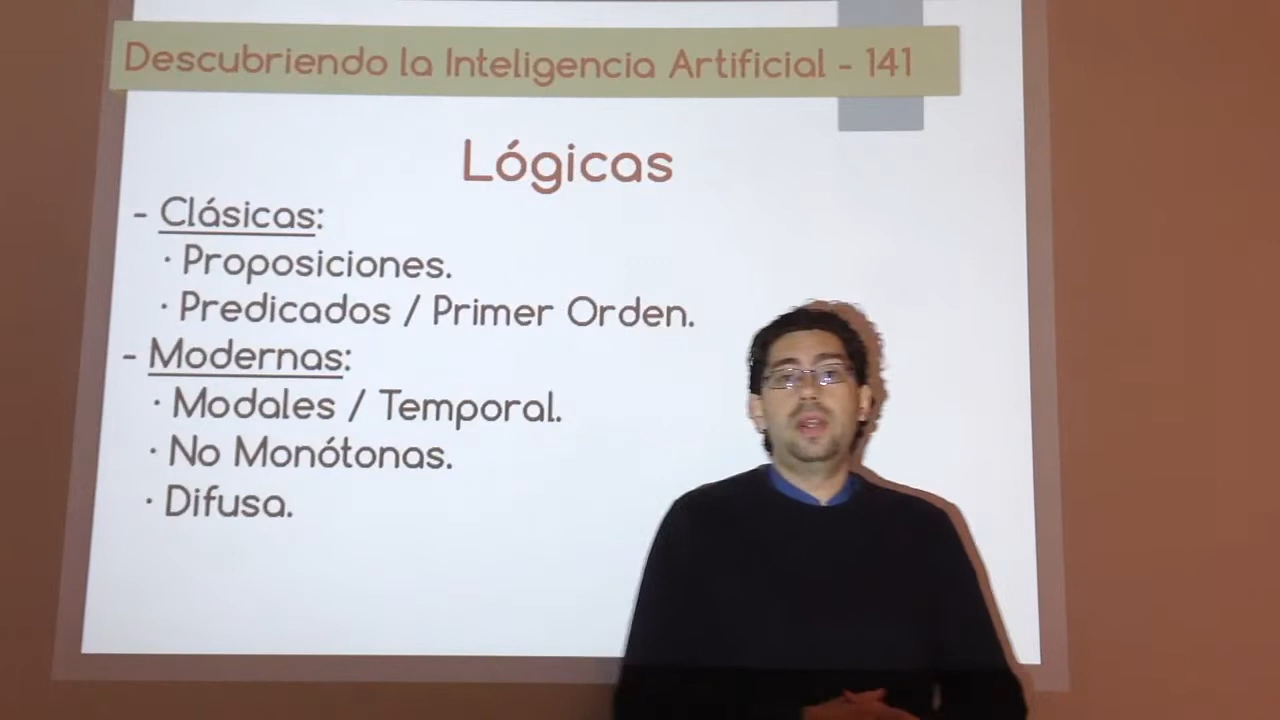 Descubriendo la Inteligencia Artificial - 141
Lógicas
- Clásicas:
· Proposiciones.
· Predicados / Primer Orden.
- Modernas:
· Modales / Temporal.
· No Monótonas.
· Difusa.